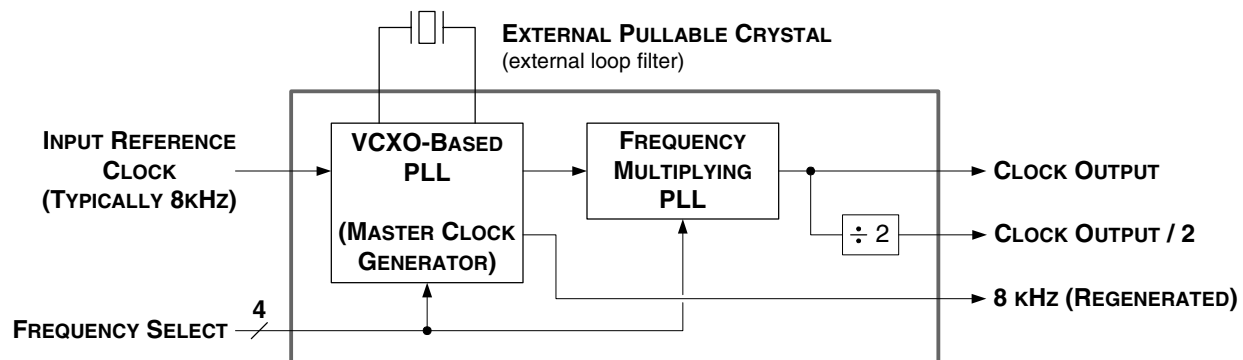 EXTERNAL PULLABLE CRYSTAL
(external loop filter)
INPUT REFERENCE
CLOCK
(TYPICALLY 8KHZ)
VCXO-BASED
PLL
(MASTER CLOCK
GENERATOR)
FREQUENCY
MULTIPLYING
PLL
CLOCK OUTPUT
÷ 2
CLOCK OUTPUT / 2
8 KHZ (REGENERATED)
4
FREQUENCY SELECT